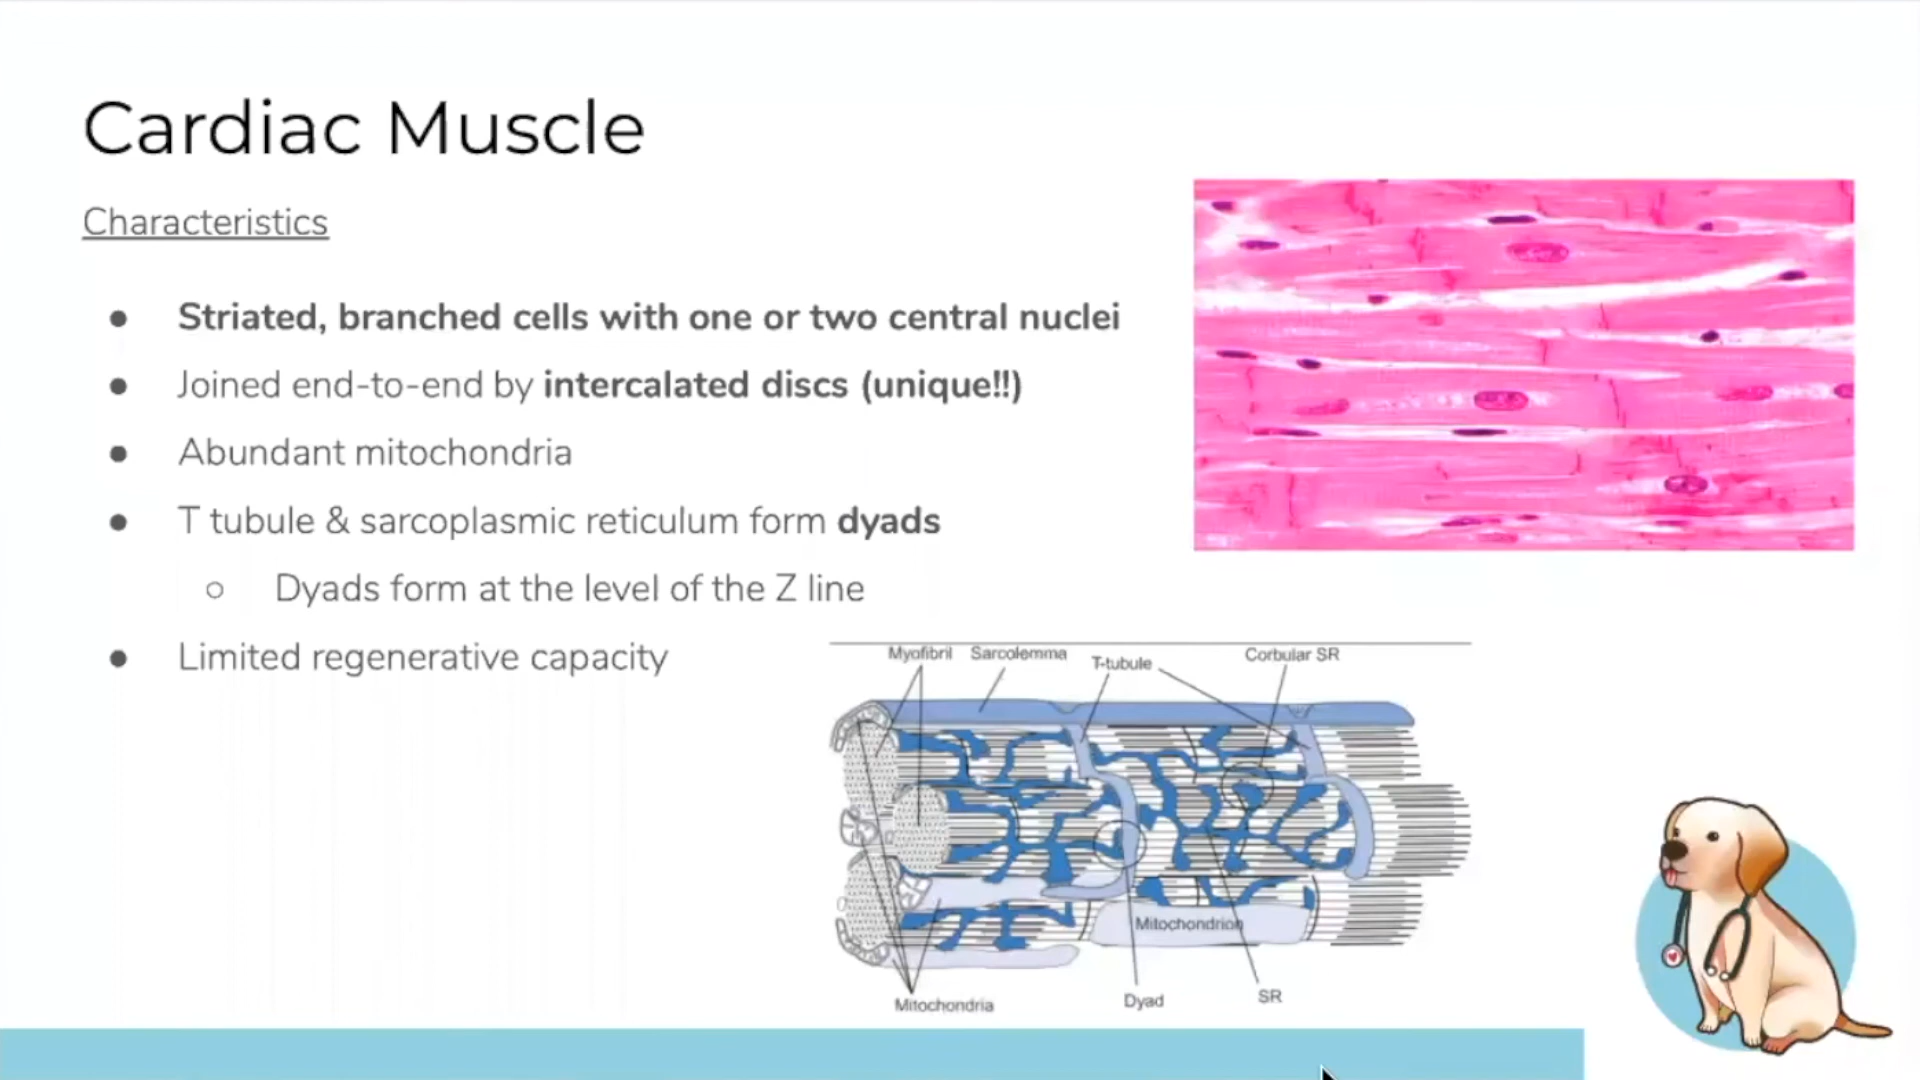 Cardiac Muscle
Characteristics
● Striated, branched cells with one or two central nuclei
● Joined end-to-end by intercalated discs (unique!!)
● Abundant mitochondria
● T tubule & sarcoplasmic reticulum form dyads
○ Dyads form at the level of the Z line
● Limited regenerative capacity
Myofibril Sarcolemma T-tubule Corbular SR
Mitochondrion
Mitochondria Dyad SR